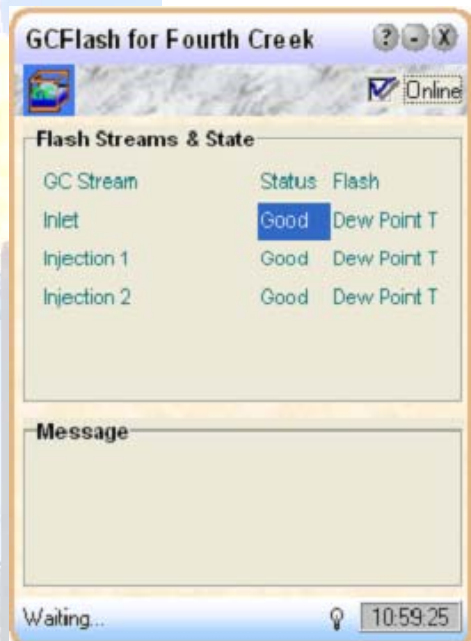 GCFlash for Fourth Creek ? - X
Online
Flash Streams & State
GC Stream Status Flash
Inlet Good Dew Point T
Injection 1 Good Dew Point T
Injection 2 Good Dew Point T
Message
Waiting... 10:59:25